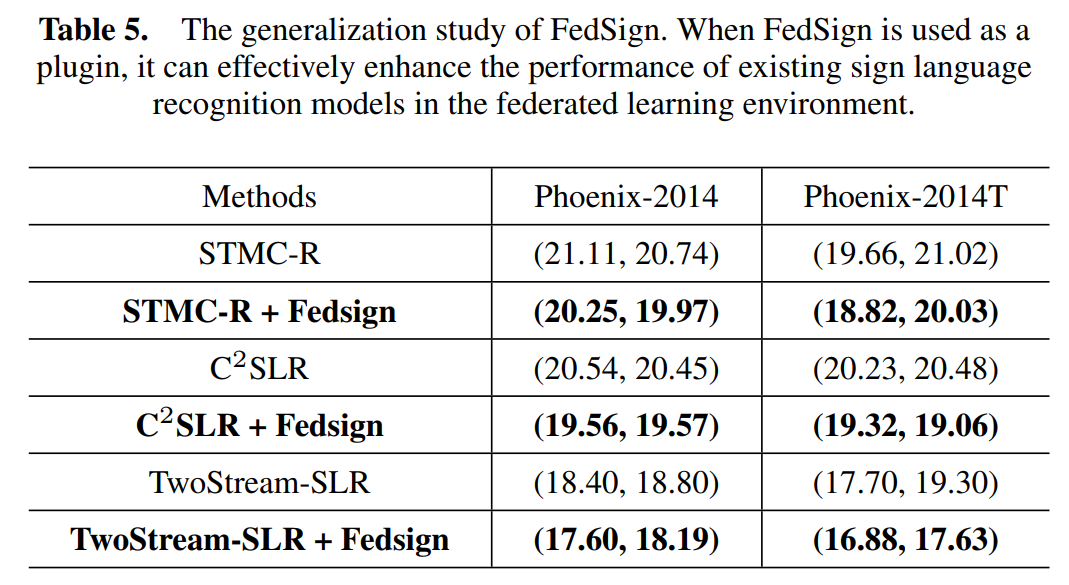 Table 5. The generalization study of FedSign. When FedSign is used as a
plugin, it can effectively enhance the performance of existing sign language
recognition models in the federated learning environment.
Methods Phoenix-2014 Phoenix-2014T
STMC-R (21.11, 20.74) (19.66, 21.02)
STMC-R + Fedsign (20.25, 19.97) (18.82, 20.03)
C²SLR (20.54, 20.45) (20.23, 20.48)
C²SLR + Fedsign (19.56, 19.57) (19.32, 19.06)
TwoStream-SLR (18.40, 18.80) (17.70, 19.30)
TwoStream-SLR + Fedsign (17.60, 18.19) (16.88, 17.63)